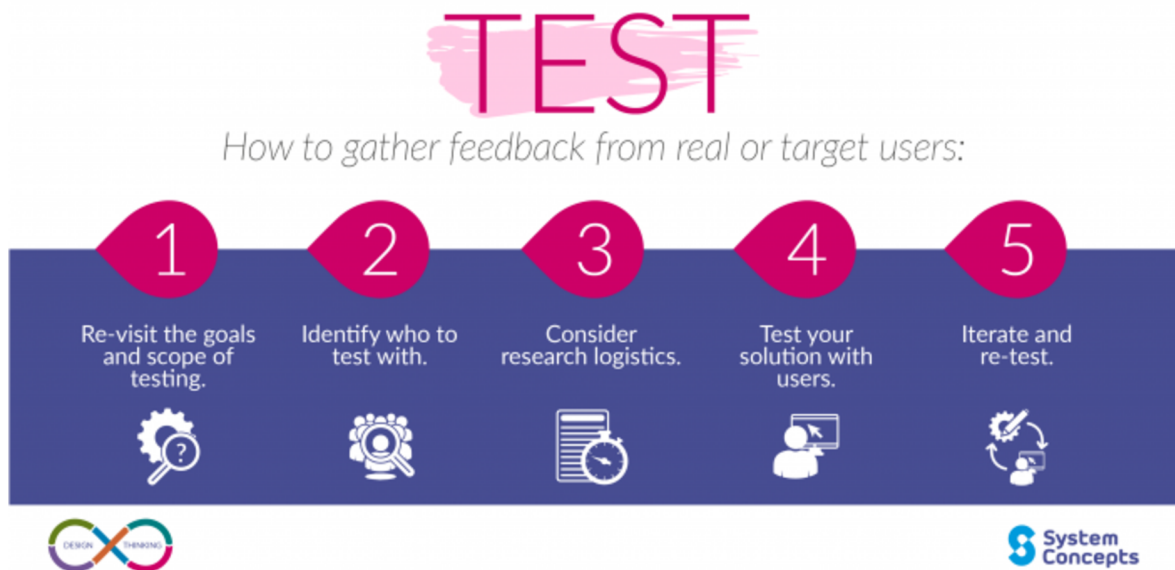 TEST
How to gather feedback from real or target users:
1
Re-visit the goals
and scope of
testing.
?
2
Identify who to
test with.
3
Consider
research logistics.
4
Test your
solution with
users.
5
Iterate and
re-test.
DESIGN THINKING
System
Concepts